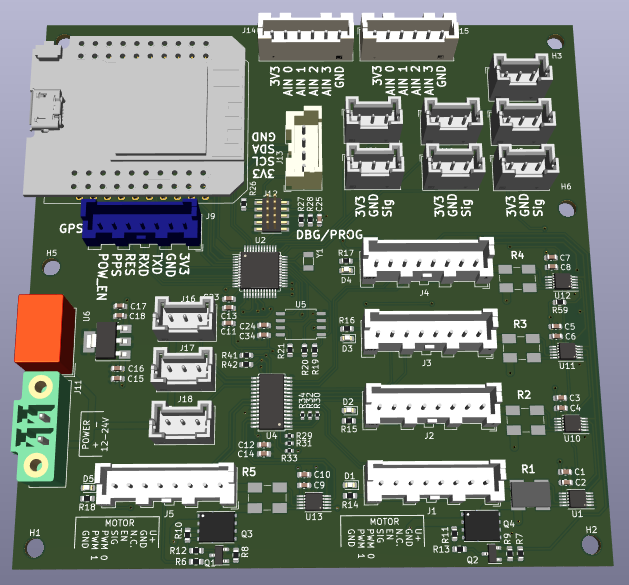 J14
15
3V3
AIN 0
AIN 1
AIN 2
AIN 3
GND
3V3
AIN 0
AIN 1
AIN 2
AIN 3
GND
H3
GND
SDA
SCL
3V3
J13
R26
J12
R27
R28
C25
3V3
GND
Sig
3V3
GND
Sig
3V3
GND
Sig
H6
GPS
J9
POW_EN
PPS
RES
RXD
TXD
GND
3V3
DBG/PROG
U2
Y1
H5
R17
D4
J4
R4
C7
C8
U12
R59
U6
C17
C18
J16
C13
C11
U5
C24
C34
R21
R20
R19
R16
D3
J3
R3
C5
C6
U11
J11
C16
C15
J17
R41
R42
J18
U4
R34
R32
R30
R29
R31
R33
C12
C14
D2
R15
J2
R2
C3
C4
U10
POWER
- +
12-24V
D5
R18
J5
R5
C10
C9
U13
D1
R14
J1
R1
C1
C2
U1
H1
MOTOR
GND
PWM 1
PWM 0
SIG
EN
N.C.
GND
U+
R10
R12
R6
Q1
Q3
R8
MOTOR
GND
PWM 1
PWM 0
SIG
EN
N.C.
GND
U+
R11
R13
Q2
Q4
R9
R7
H2